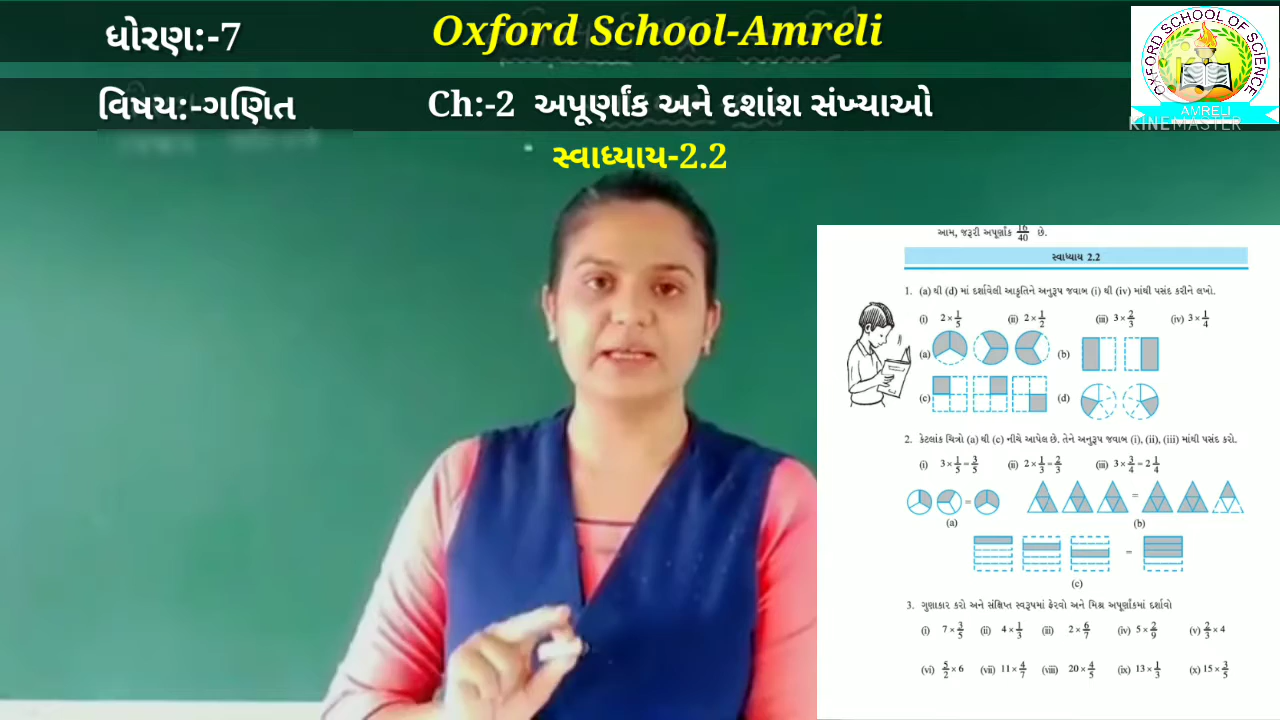 ધોરણ:-7
Oxford School-Amreli
OXFORD SCHOOL OF SCIENCE
AMRELI
KINEMASTER
વિષય:-ગણિત
Ch:-2 અપૂર્ણાંક અને દશાંશ સંખ્યાઓ
સ્વાધ્યાય-2.2
આમ, જરૂરી અપૂર્ણાંક 16/40 છે.
સ્વાધ્યાય 2.2
1. (a) થી (d) માં દર્શાવેલી આકૃતિને અનુરૂપ જવાબ (i) થી (iv) માંથી પસંદ કરીને લખો.
(i) 2 × 1/5 (ii) 2 × 1/2 (iii) 3 × 2/3 (iv) 3 × 1/4
(a) (b)
(c) (d)
2. કેટલાંક ચિત્રો (a) થી (c) નીચે આપેલ છે. તેને અનુરૂપ જવાબ (i), (ii), (iii) માંથી પસંદ કરો.
(i) 3 × 1/5 = 3/5 (ii) 2 × 1/3 = 2/3 (iii) 3 × 3/4 = 2 1/4
= =
(a) (b)
=
(c)
3. ગુણાકાર કરો અને સંક્ષિપ્ત સ્વરૂપમાં ફેરવો અને મિશ્ર અપૂર્ણાંકમાં દર્શાવો
(i) 7 × 3/5 (ii) 4 × 1/3 (iii) 2 × 6/7 (iv) 5 × 2/9 (v) 2/3 × 4
(vi) 5/2 × 6 (vii) 11 × 4/7 (viii) 20 × 4/5 (ix) 13 × 1/3 (x) 15 × 3/5